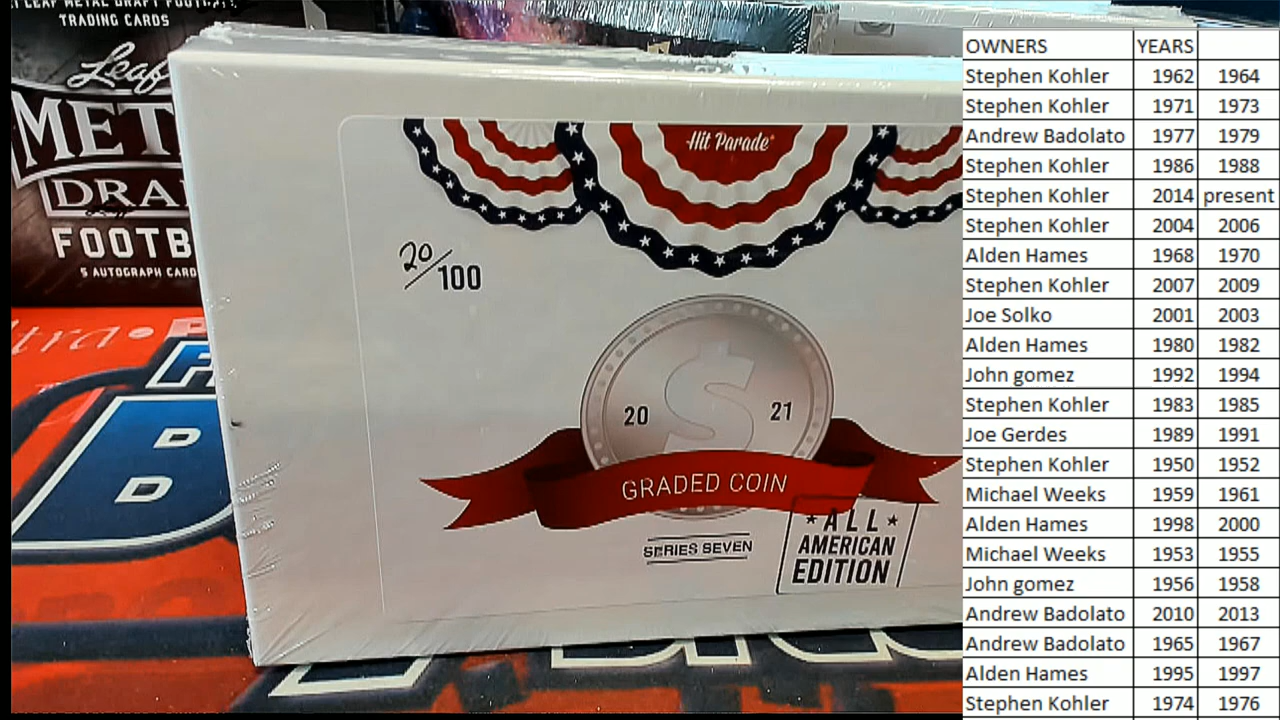 LEAF METAL DRAFT FOOTBALL
TRADING CARDS
Leaf
MET
DRA
FOOTB
5 AUTOGRAPH CARD
Hit Parade
20/100
20 21
GRADED COIN
SERIES SEVEN
ALL
AMERICAN
EDITION
OWNERS YEARS
Stephen Kohler 1962 1964
Stephen Kohler 1971 1973
Andrew Badolato 1977 1979
Stephen Kohler 1986 1988
Stephen Kohler 2014 present
Stephen Kohler 2004 2006
Alden Hames 1968 1970
Stephen Kohler 2007 2009
Joe Solko 2001 2003
Alden Hames 1980 1982
John gomez 1992 1994
Stephen Kohler 1983 1985
Joe Gerdes 1989 1991
Stephen Kohler 1950 1952
Michael Weeks 1959 1961
Alden Hames 1998 2000
Michael Weeks 1953 1955
John gomez 1956 1958
Andrew Badolato 2010 2013
Andrew Badolato 1965 1967
Alden Hames 1995 1997
Stephen Kohler 1974 1976